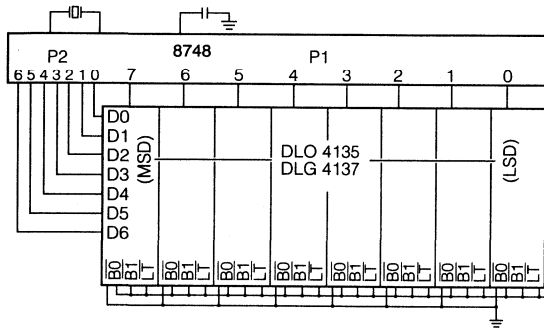 P2 8748 P1
6 5 4 3 2 1 0 7 6 5 4 3 2 1 0
D0
D1
D2
D3
D4
D5
D6
(MSD)
DLO 4135
DLG 4137
(LSD)
B0 B1 LT B0 B1 LT B0 B1 LT B0 B1 LT B0 B1 LT B0 B1 LT B0 B1 LT B0 B1 LT